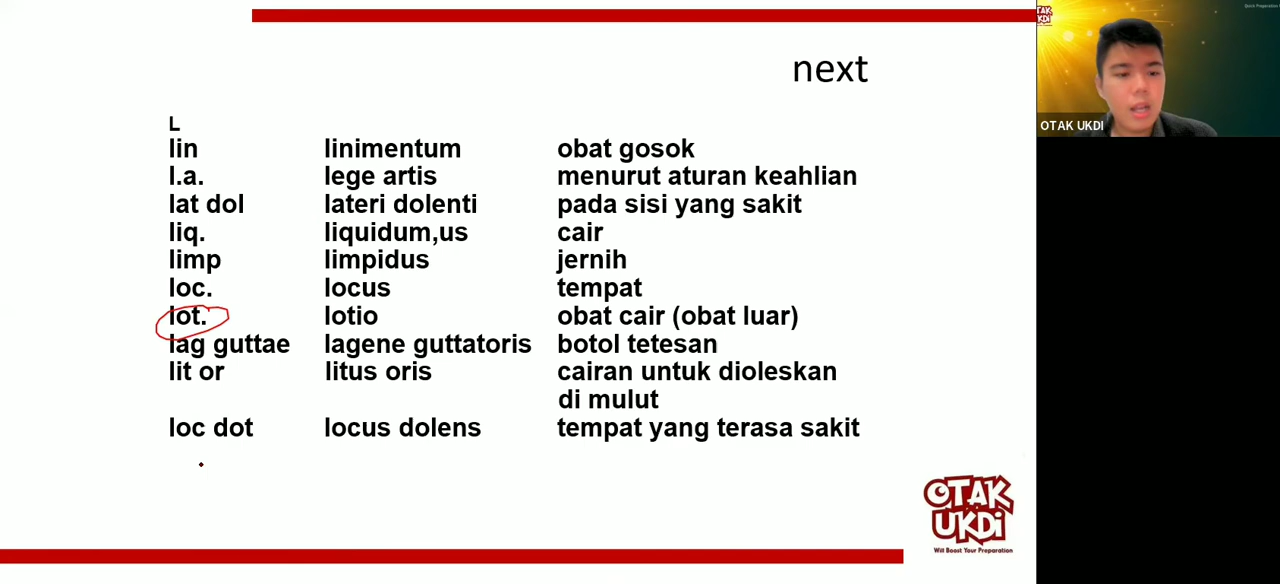 next
L
lin linimentum obat gosok
l.a. lege artis menurut aturan keahlian
lat dol lateri dolenti pada sisi yang sakit
liq. liquidum,us cair
limp limpidus jernih
loc. locus tempat
lot. lotio obat cair (obat luar)
lag guttae lagene guttatoris botol tetesan
lit or litus oris cairan untuk dioleskan
di mulut
loc dot locus dolens tempat yang terasa sakit
OTAK
UKDI
Will Boost Your Preparation
OTAK UKDI